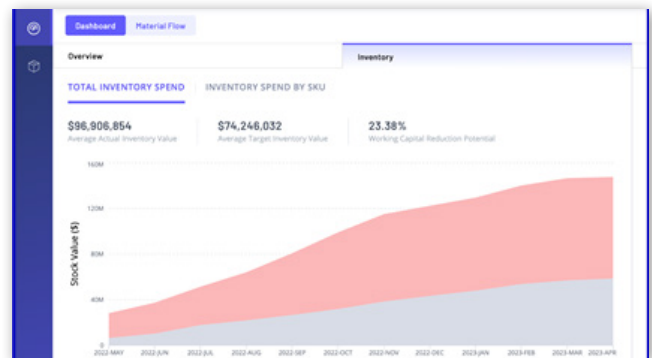 Dashboard Material Flow
Overview Inventory
TOTAL INVENTORY SPEND INVENTORY SPEND BY SKU
$96,906,854 $74,246,032 23.38%
Average Actual Inventory Value Average Target Inventory Value Working Capital Reduction Potential
160M
120M
80M
40M
0
Stock Value ($)
2022-MAY 2022-JUN 2022-JUL 2022-AUG 2022-SEP 2022-OCT 2022-NOV 2022-DEC 2023-JAN 2023-FEB 2023-MAR 2023-APR